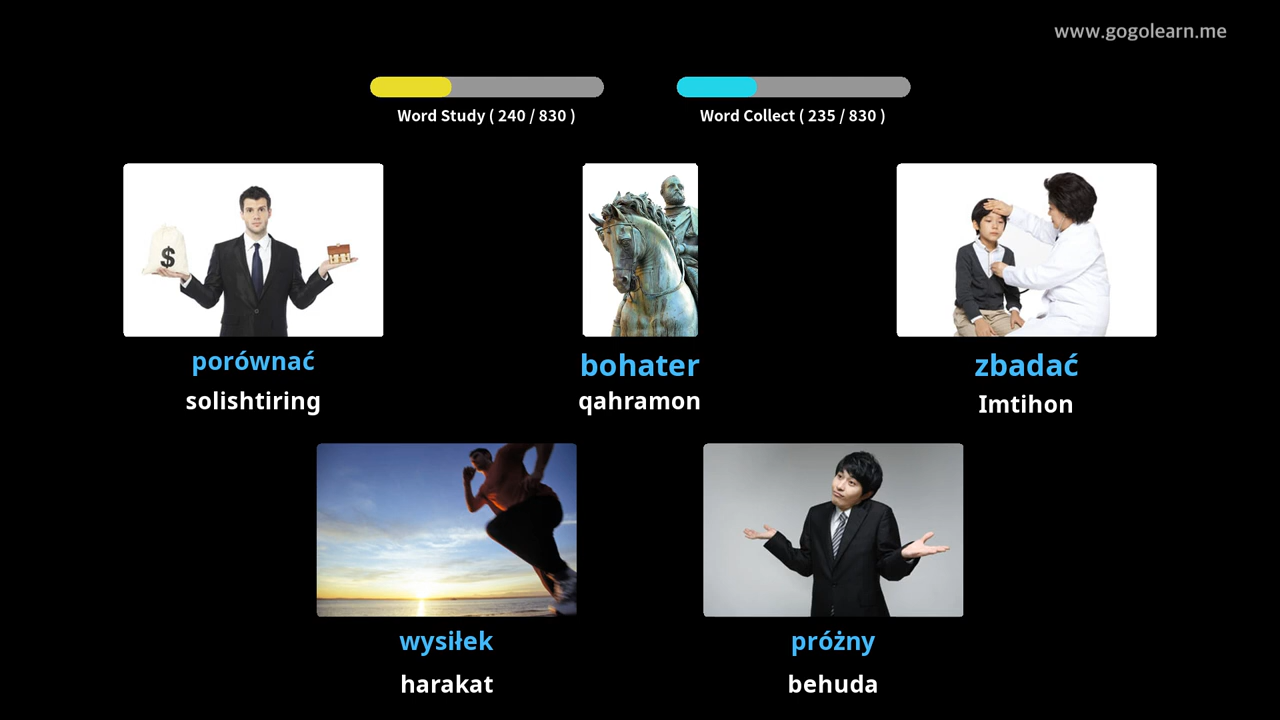 www.gogolearn.me
Word Study ( 240 / 830 )
Word Collect ( 235 / 830 )
$
porównać
solishtiring
bohater
qahramon
zbadać
Imtihon
wysiłek
harakat
próżny
behuda